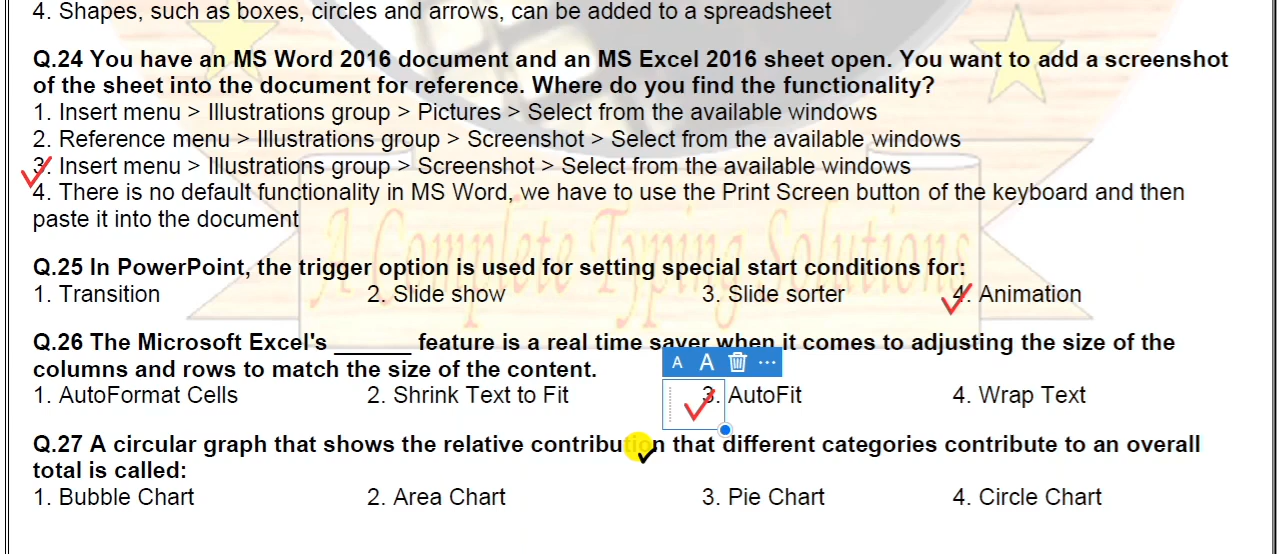 4. Shapes, such as boxes, circles and arrows, can be added to a spreadsheet
Q.24 You have an MS Word 2016 document and an MS Excel 2016 sheet open. You want to add a screenshot
of the sheet into the document for reference. Where do you find the functionality?
1. Insert menu > Illustrations group > Pictures > Select from the available windows
2. Reference menu > Illustrations group > Screenshot > Select from the available windows
3. Insert menu > Illustrations group > Screenshot > Select from the available windows
4. There is no default functionality in MS Word, we have to use the Print Screen button of the keyboard and then
paste it into the document
A Complete Typing Solutions
Q.25 In PowerPoint, the trigger option is used for setting special start conditions for:
1. Transition 2. Slide show 3. Slide sorter 4. Animation
Q.26 The Microsoft Excel's ______ feature is a real time saver when it comes to adjusting the size of the
columns and rows to match the size of the content.
A A ...
1. AutoFormat Cells 2. Shrink Text to Fit 3. AutoFit 4. Wrap Text
Q.27 A circular graph that shows the relative contribution that different categories contribute to an overall
total is called:
1. Bubble Chart 2. Area Chart 3. Pie Chart 4. Circle Chart